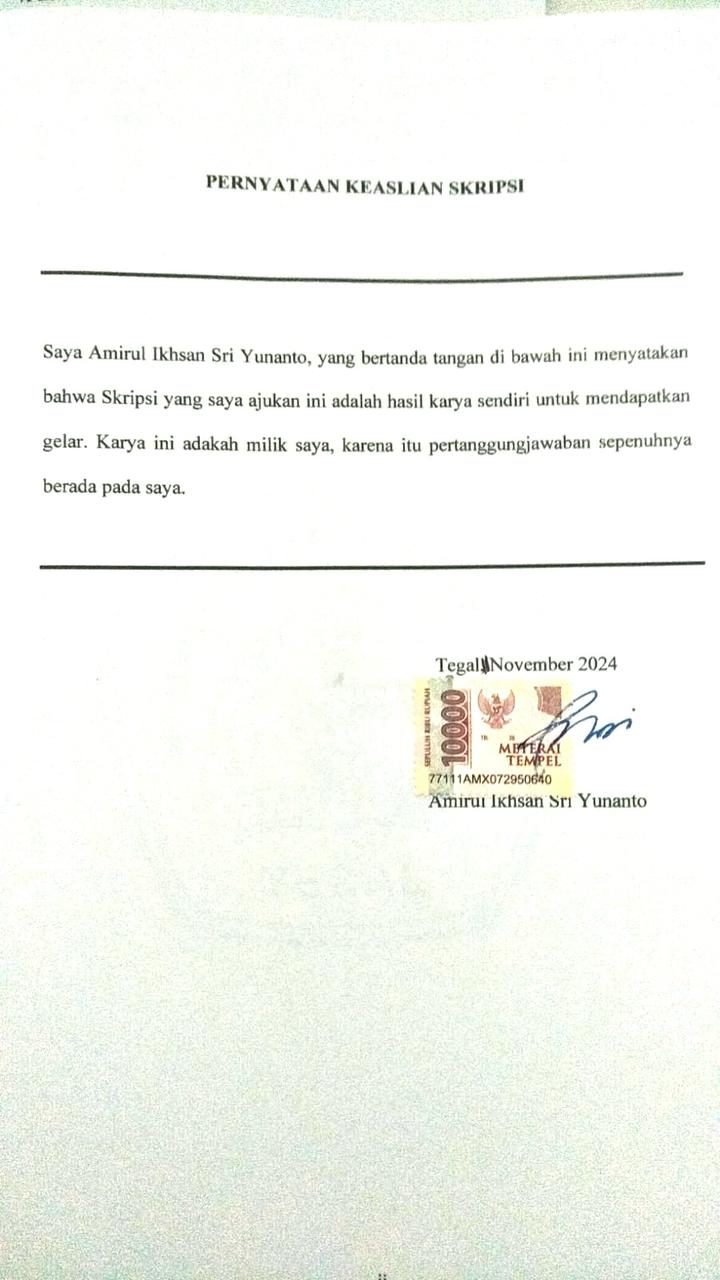 PERNYATAAN KEASLIAN SKRIPSI
Saya Amirul Ikhsan Sri Yunanto, yang bertanda tangan di bawah ini menyatakan
bahwa Skripsi yang saya ajukan ini adalah hasil karya sendiri untuk mendapatkan
gelar. Karya ini adakah milik saya, karena itu pertanggungjawaban sepenuhnya
berada pada saya.
Tegal, November 2024
SEPULUH RIBU RUPIAH
10000
METERAI
TEMPEL
77111AMX072950640
Amirul Ikhsan Sri Yunanto
ii